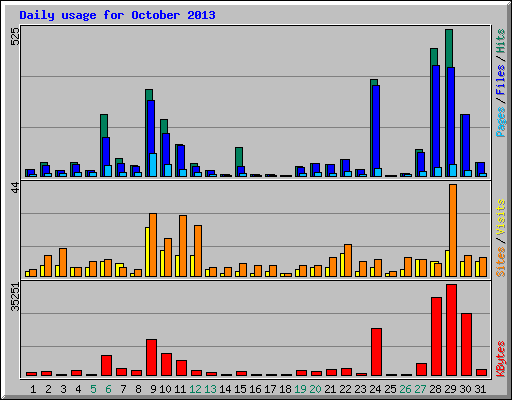 Daily usage for October 2013
525
Pages / Files / Hits
44
Sites / Visits
35251
KBytes
1 2 3 4 5 6 7 8 9 10 11 12 13 14 15 16 17 18 19 20 21 22 23 24 25 26 27 28 29 30 31